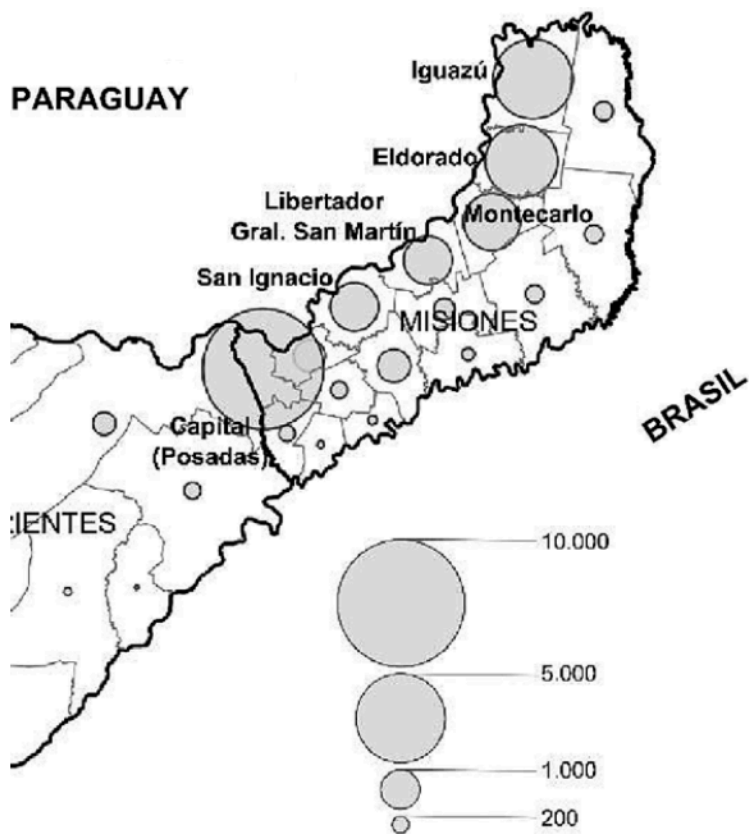 Iguazú
PARAGUAY
Eldorado
Libertador
Gral. San Martín
Montecarlo
San Ignacio
MISIONES
BRASIL
Capital
(Posadas)
IENTES
10.000
5.000
1.000
200